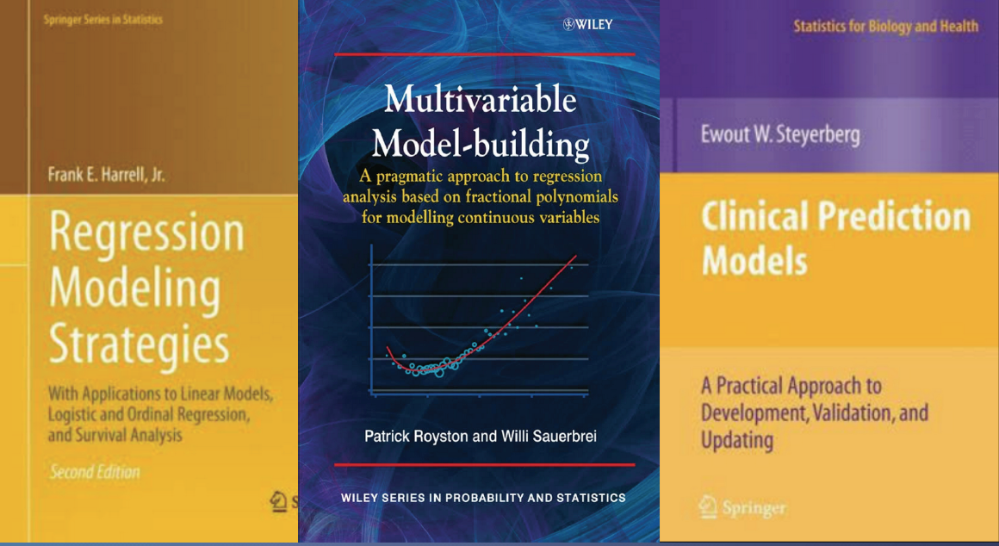 Springer Series in Statistics
Frank E. Harrell, Jr.
Regression
Modeling
Strategies
With Applications to Linear Models,
Logistic and Ordinal Regression,
and Survival Analysis
Second Edition
S
WILEY
Multivariable
Model-building
A pragmatic approach to regression
analysis based on fractional polynomials
for modelling continuous variables
Patrick Royston and Willi Sauerbrei
WILEY SERIES IN PROBABILITY AND STATISTICS
Statistics for Biology and Health
Ewout W. Steyerberg
Clinical Prediction
Models
A Practical Approach to
Development, Validation, and
Updating
Springer